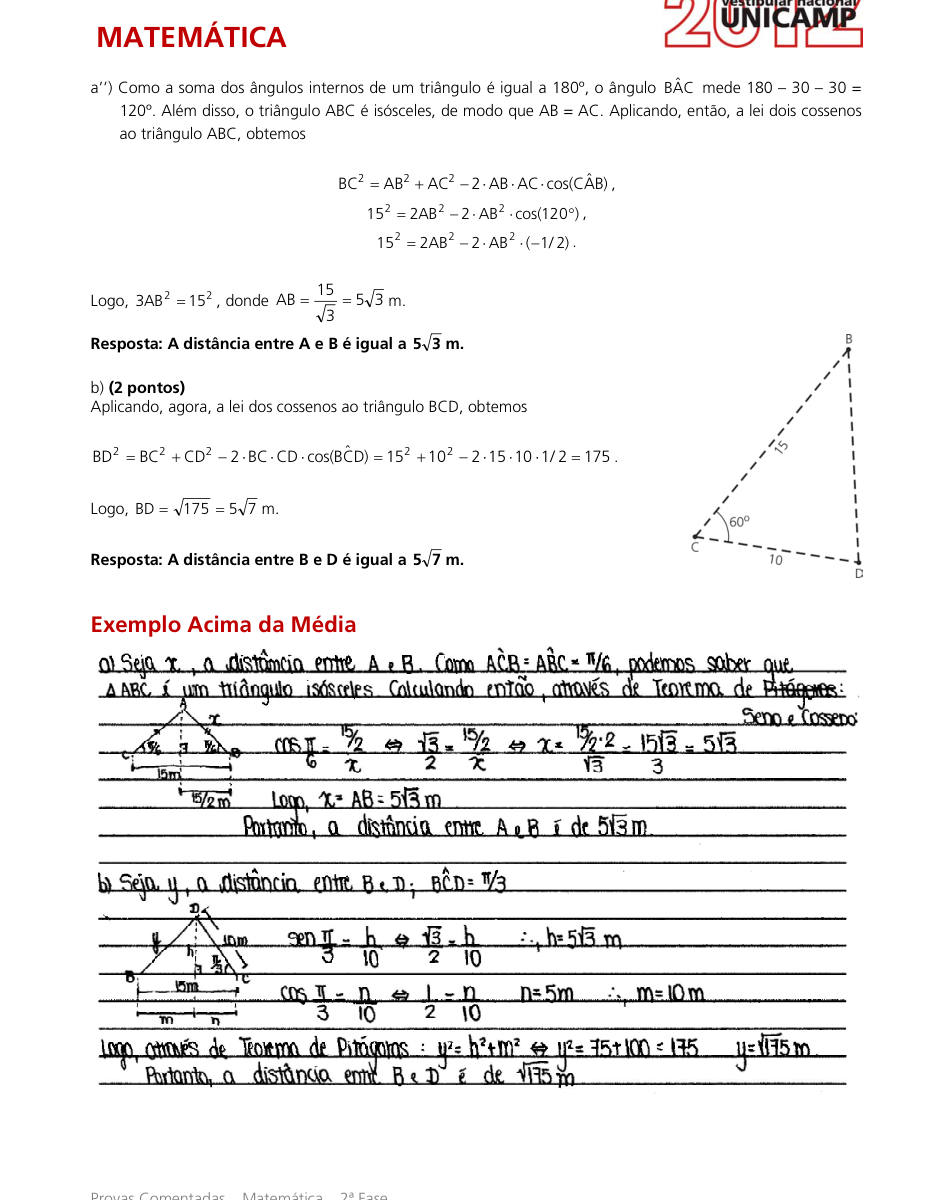 vestibular nacional
MATEMÁTICA
2012
UNICAMP
a’’) Como a soma dos ângulos internos de um triângulo é igual a 180º, o ângulo BÂC mede 180 – 30 – 30 =
120º. Além disso, o triângulo ABC é isósceles, de modo que AB = AC. Aplicando, então, a lei dois cossenos
ao triângulo ABC, obtemos
BC² = AB² + AC² – 2 · AB · AC · cos(CÂB) ,
15² = 2AB² – 2 · AB² · cos(120°) ,
15² = 2AB² – 2 · AB² · (–1/2) .
Logo, 3AB² = 15² , donde AB = 15/√3 = 5√3 m.
Resposta: A distância entre A e B é igual a 5√3 m.
b) (2 pontos)
Aplicando, agora, a lei dos cossenos ao triângulo BCD, obtemos
BD² = BC² + CD² – 2 · BC · CD · cos(BĈD) = 15² + 10² – 2 · 15 · 10 · 1/2 = 175 .
Logo, BD = √175 = 5√7 m.
Resposta: A distância entre B e D é igual a 5√7 m.
B
15
60º
C
10
D
Exemplo Acima da Média
a) Seja x, a distância entre A e B. Como AĈB = AB̂C = π/6, podemos saber que
Δ ABC é um triângulo isósceles. Calculando então, através de Teorema de Pitágoras:
Seno e Cosseno
A
x
C π/6 π/6 B
15m
15/2 m
cos π/6 = 15/2 / x ⇔ √3/2 = 15/2 / x ⇔ x = 15/2 · 2 / √3 = 15√3/3 = 5√3
Logo, x = AB = 5√3 m
Portanto, a distância entre A e B é de 5√3 m.
b) Seja y, a distância entre B e D; BĈD = π/3
D
y h 10m
B π/3 C
15m
m n
sen π/3 = h/10 ⇔ √3/2 = h/10 ∴ h = 5√3 m
cos π/3 = n/10 ⇔ 1/2 = n/10 n = 5m ∴ m = 10m
Logo, através de Teorema de Pitágoras : y² = h² + m² ⇔ y² = 75 + 100 = 175 y = √175 m
Portanto, a distância entre B e D é de √175 m
Provas Comentadas Matemática 2ª Fase